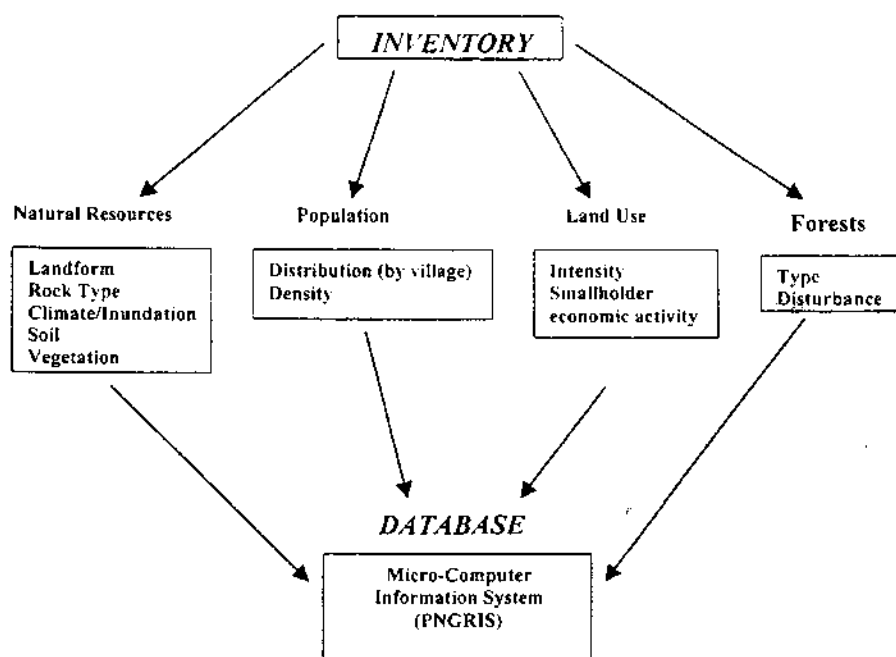 INVENTORY
Natural Resources
Landform
Rock Type
Climate/Inundation
Soil
Vegetation
Population
Distribution (by village)
Density
Land Use
Intensity
Smallholder
economic activity
Forests
Type
Disturbance
DATABASE
Micro-Computer
Information System
(PNGRIS)